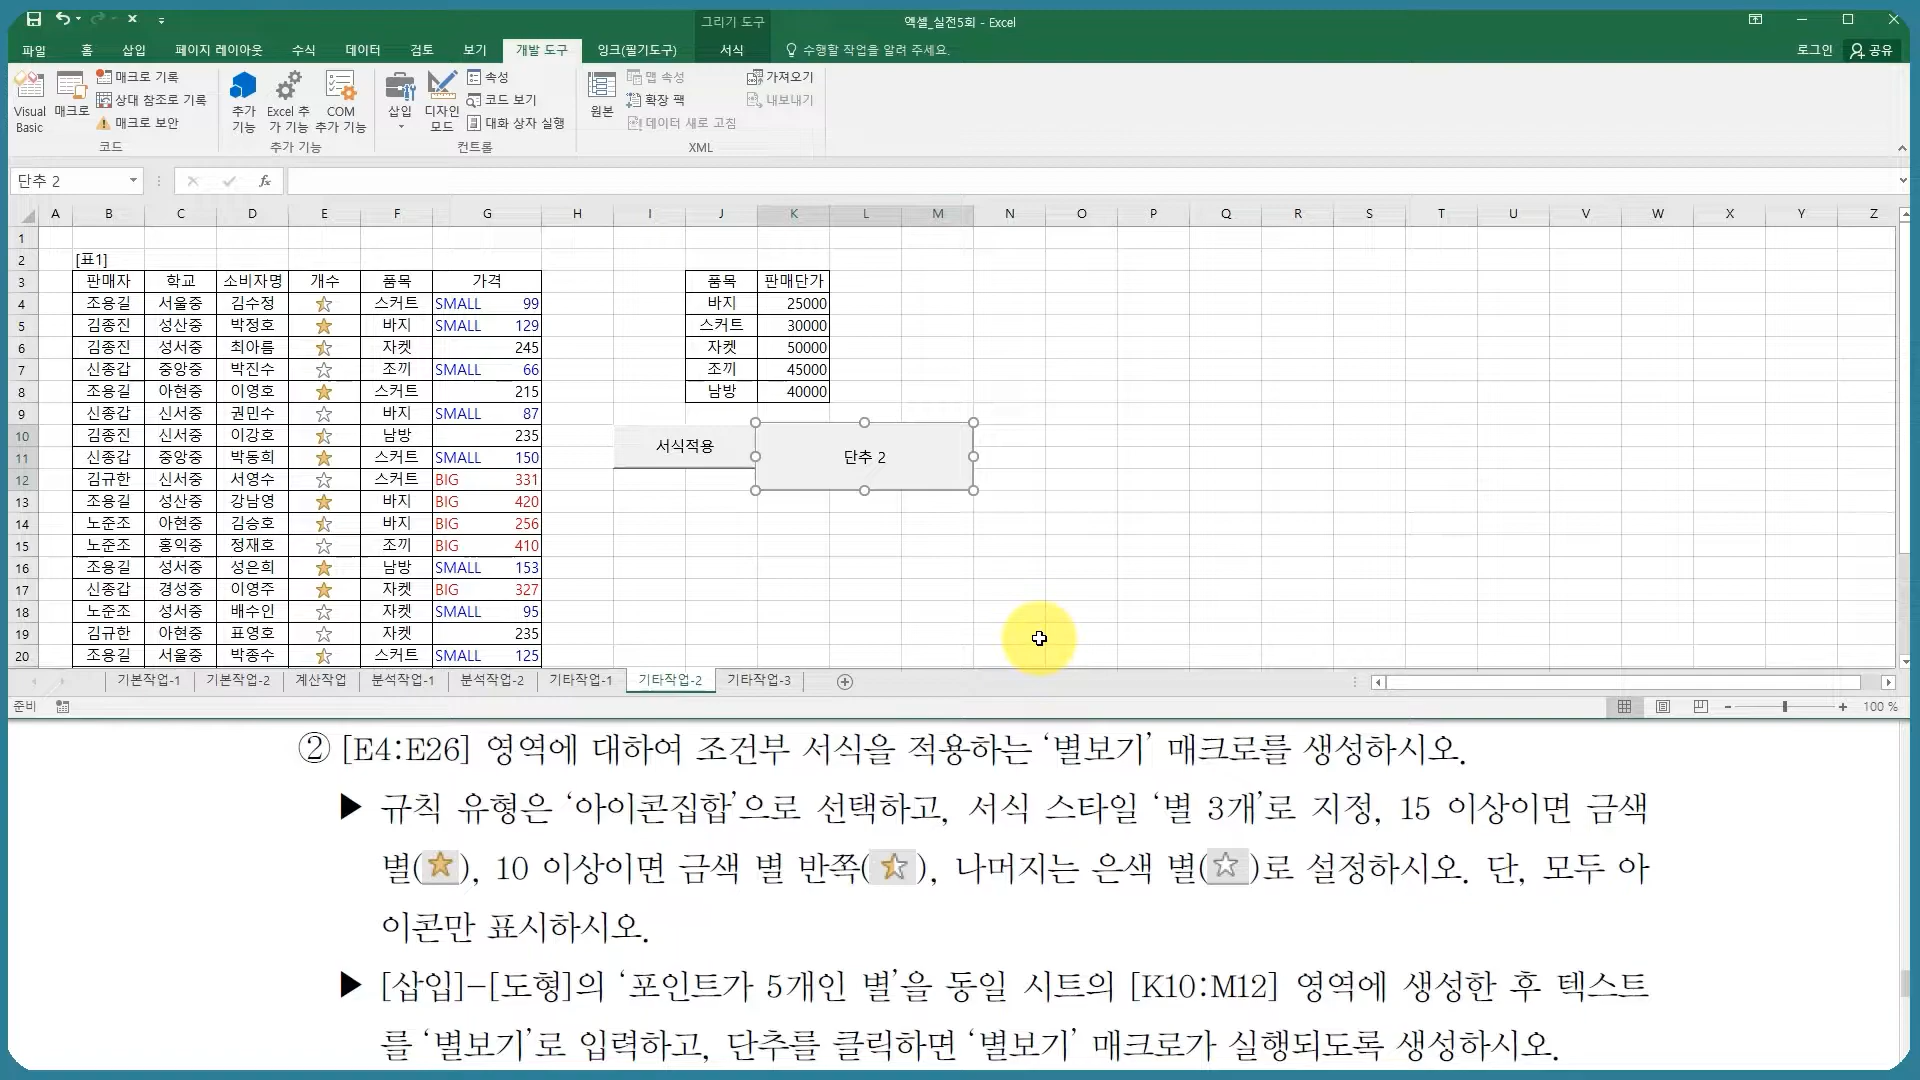 그리기 도구
엑셀_실전5회 - Excel
파일 홈 삽입 페이지 레이아웃 수식 데이터 검토 보기 개발 도구 잉크(필기도구) 서식 수행할 작업을 알려 주세요. 로그인 공유
Visual Basic
매크로
매크로 기록
상대 참조로 기록
매크로 보안
코드
추가 기능
Excel 추가 기능
COM 추가 기능
추가 기능
삽입
디자인 모드
속성
코드 보기
대화 상자 실행
컨트롤
원본
맵 속성
확장 팩
데이터 새로 고침
가져오기
내보내기
XML
단추 2
fx
A B C D E F G H I J K L M N O P Q R S T U V W X Y Z
1
2 [표1]
3 판매자 학교 소비자명 개수 품목 가격 품목 판매단가
4 조용길 서울중 김수정 스커트 SMALL 99 바지 25000
5 김종진 성산중 박정호 바지 SMALL 129 스커트 30000
6 김종진 성서중 최아름 자켓 245 자켓 50000
7 신종갑 중앙중 박진수 조끼 SMALL 66 조끼 45000
8 조용길 아현중 이영호 스커트 215 남방 40000
9 신종갑 신서중 권민수 바지 SMALL 87
10 김종진 신서중 이강호 남방 235
서식적용 단추 2
11 신종갑 중앙중 박동희 스커트 SMALL 150
12 김규한 신서중 서영수 스커트 BIG 331
13 조용길 성산중 강남영 바지 BIG 420
14 노준조 아현중 김승호 바지 BIG 256
15 노준조 홍익중 정재호 조끼 BIG 410
16 조용길 성서중 성은희 남방 SMALL 153
17 신종갑 경성중 이영주 자켓 BIG 327
18 노준조 성서중 배수인 자켓 SMALL 95
19 김규한 아현중 표영호 자켓 235
20 조용길 서울중 박종수 스커트 SMALL 125
기본작업-1 기본작업-2 계산작업 분석작업-1 분석작업-2 기타작업-1 기타작업-2 기타작업-3
준비 100 %
② [E4:E26] 영역에 대하여 조건부 서식을 적용하는 ‘별보기’ 매크로를 생성하시오.
▶ 규칙 유형은 ‘아이콘집합’으로 선택하고, 서식 스타일 ‘별 3개’로 지정, 15 이상이면 금색
별(★), 10 이상이면 금색 별 반쪽(), 나머지는 은색 별(☆)로 설정하시오. 단, 모두 아
이콘만 표시하시오.
▶ [삽입]-[도형]의 ‘포인트가 5개인 별’을 동일 시트의 [K10:M12] 영역에 생성한 후 텍스트
를 ‘별보기’로 입력하고, 단추를 클릭하면 ‘별보기’ 매크로가 실행되도록 생성하시오.